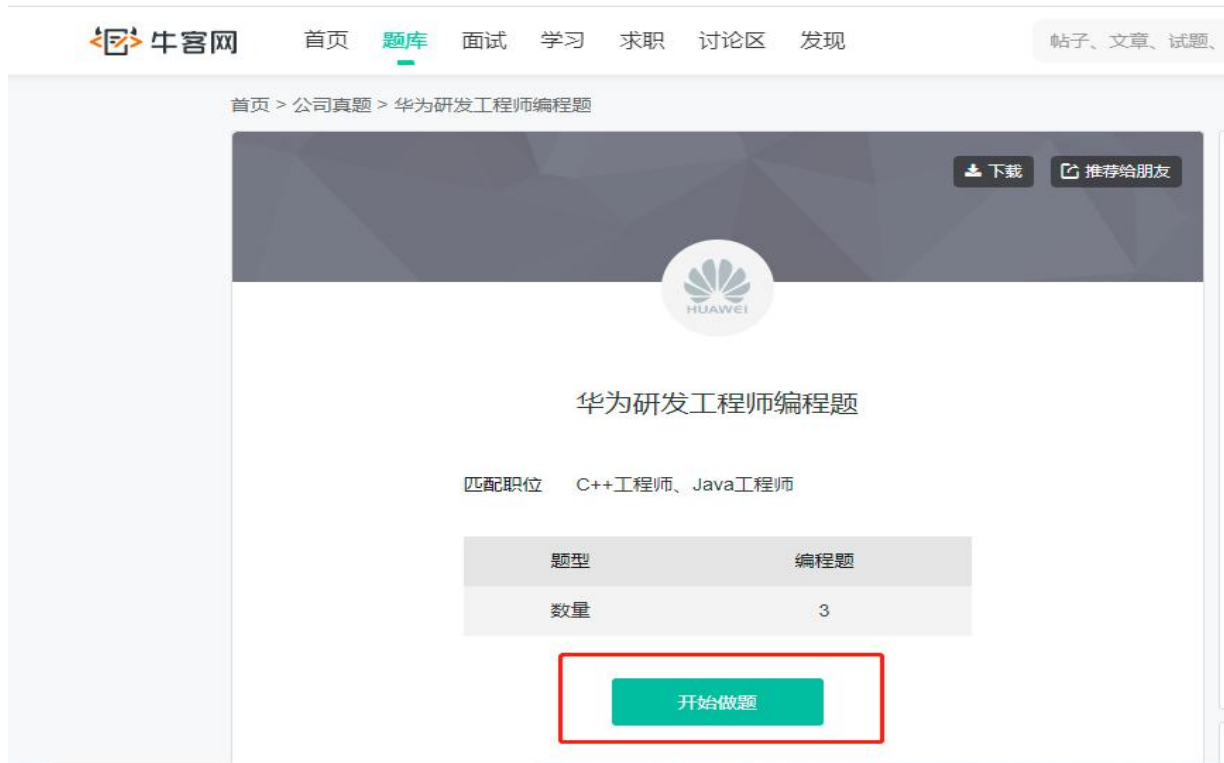 牛客网 首页 题库 面试 学习 求职 讨论区 发现 帖子、文章、试题、
首页 > 公司真题 > 华为研发工程师编程题
下载 推荐给朋友
HUAWEI
华为研发工程师编程题
匹配职位 C++工程师、Java工程师
题型 编程题
数量 3
开始做题